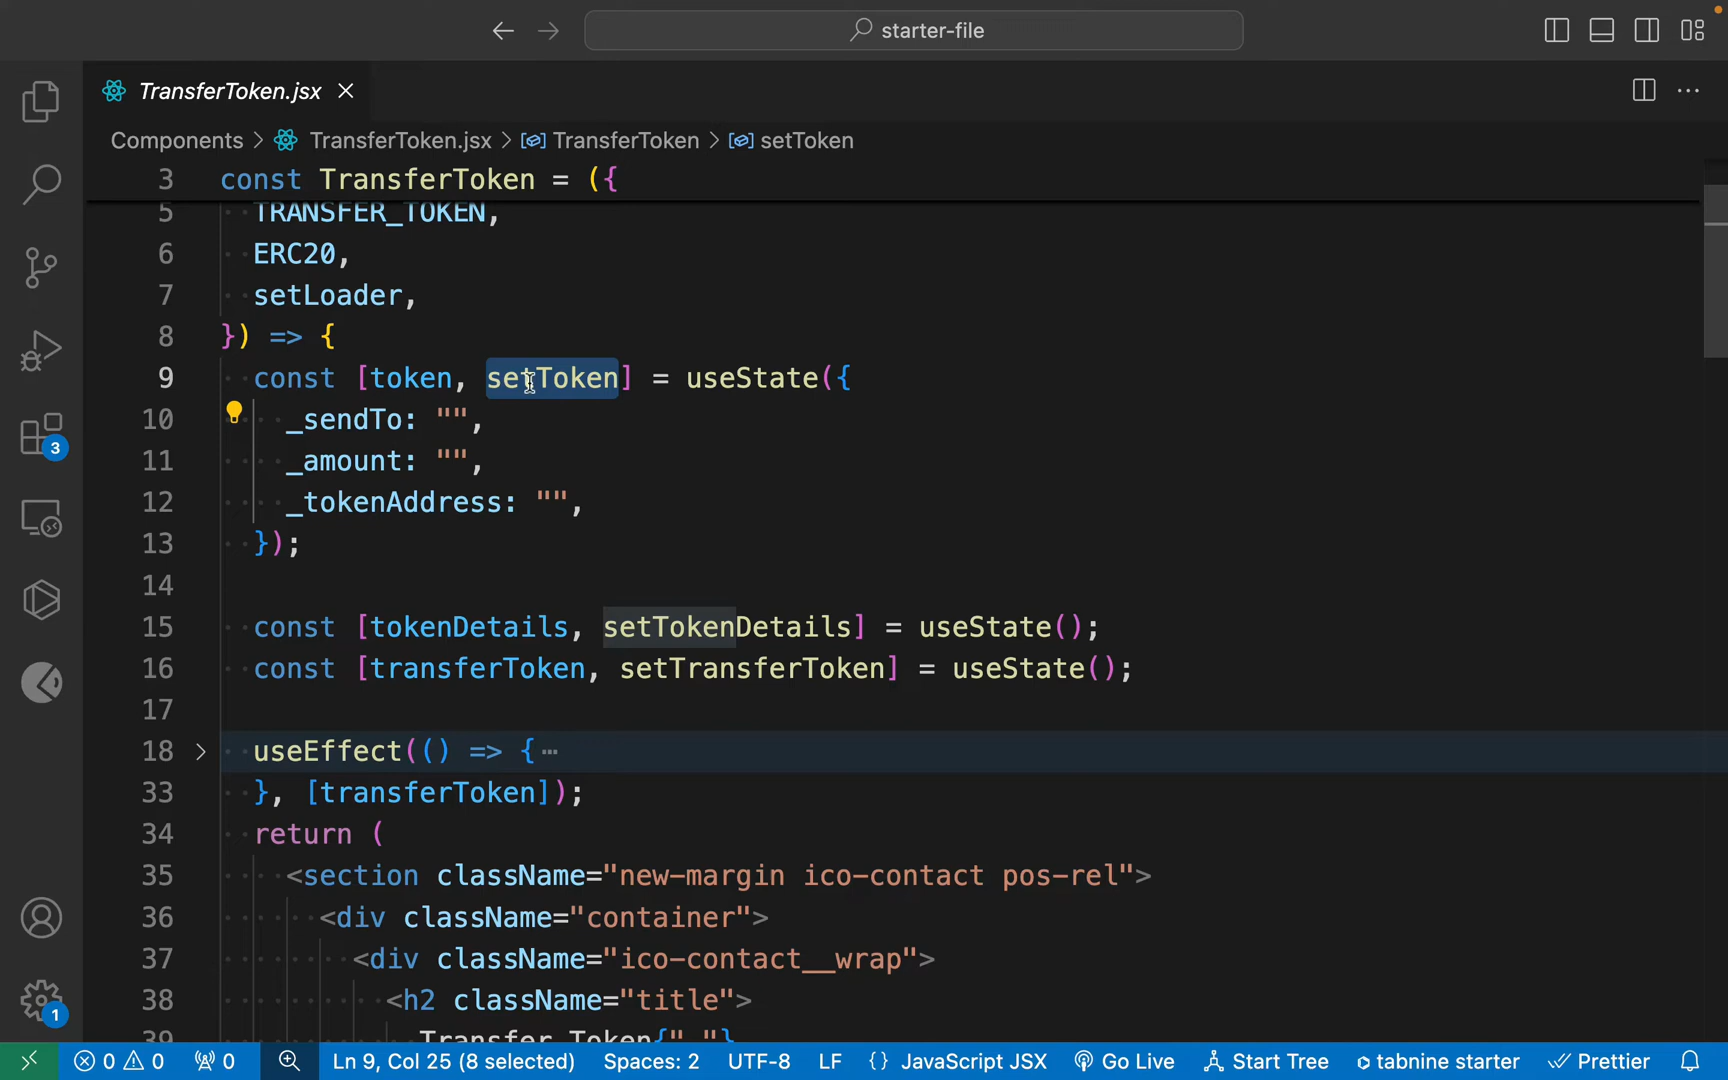 starter-file
TransferToken.jsx
Components > TransferToken.jsx > TransferToken > setToken
3 const TransferToken = ({
5 TRANSFER_TOKEN,
6 ERC20,
7 setLoader,
8 }) => {
9 const [token, setToken] = useState({
10 _sendTo: "",
11 _amount: "",
12 _tokenAddress: "",
13 });
14
15 const [tokenDetails, setTokenDetails] = useState();
16 const [transferToken, setTransferToken] = useState();
17
18 useEffect(() => { ···
33 }, [transferToken]);
34 return (
35 <section className="new-margin ico-contact pos-rel">
36 <div className="container">
37 <div className="ico-contact__wrap">
38 <h2 className="title">
39 Transfer Token{" "}
3
1
0 0 0 Ln 9, Col 25 (8 selected) Spaces: 2 UTF-8 LF {} JavaScript JSX Go Live Start Tree tabnine starter Prettier